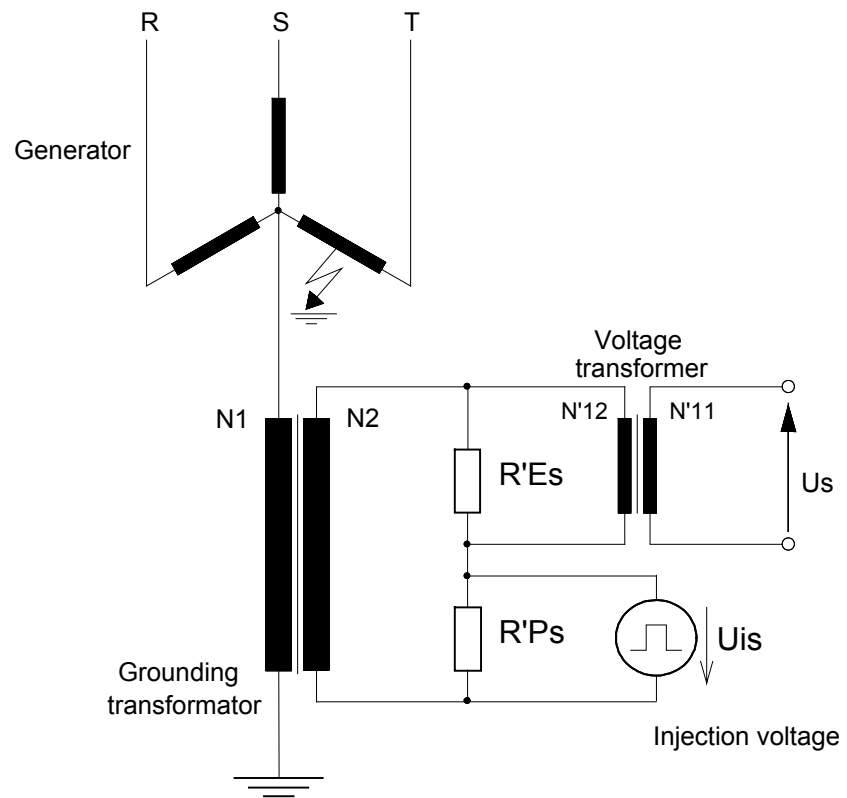 R S T
Generator
Voltage
transformer
N1 N2 N'12 N'11
R'Es
Us
R'Ps
Uis
Grounding
transformator
Injection voltage